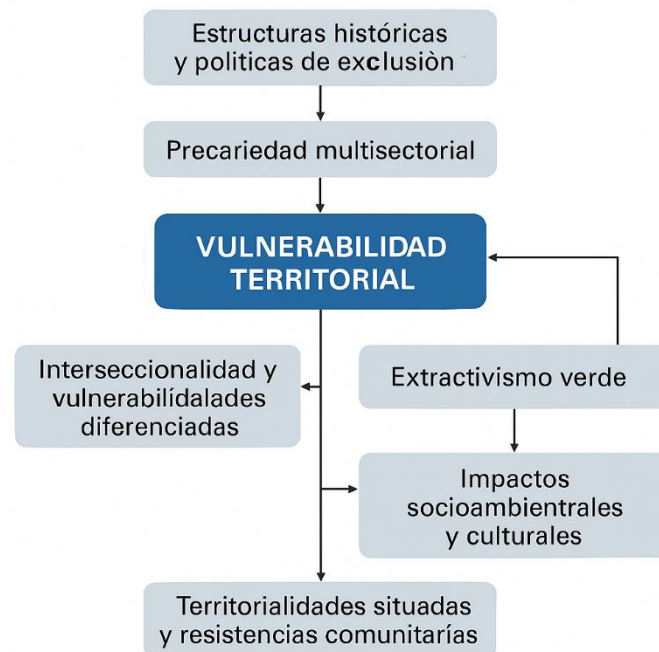 Estructuras históricas
y politicas de exclusiòn
Precariedad multisectorial
VULNERABILIDAD
TERRITORIAL
Interseccionalidad y
vulnerabilídalades
diferenciadas
Extractivismo verde
Impactos
socioambientrales
y culturales
Territorialidades situadas
y resistencias comunitarías